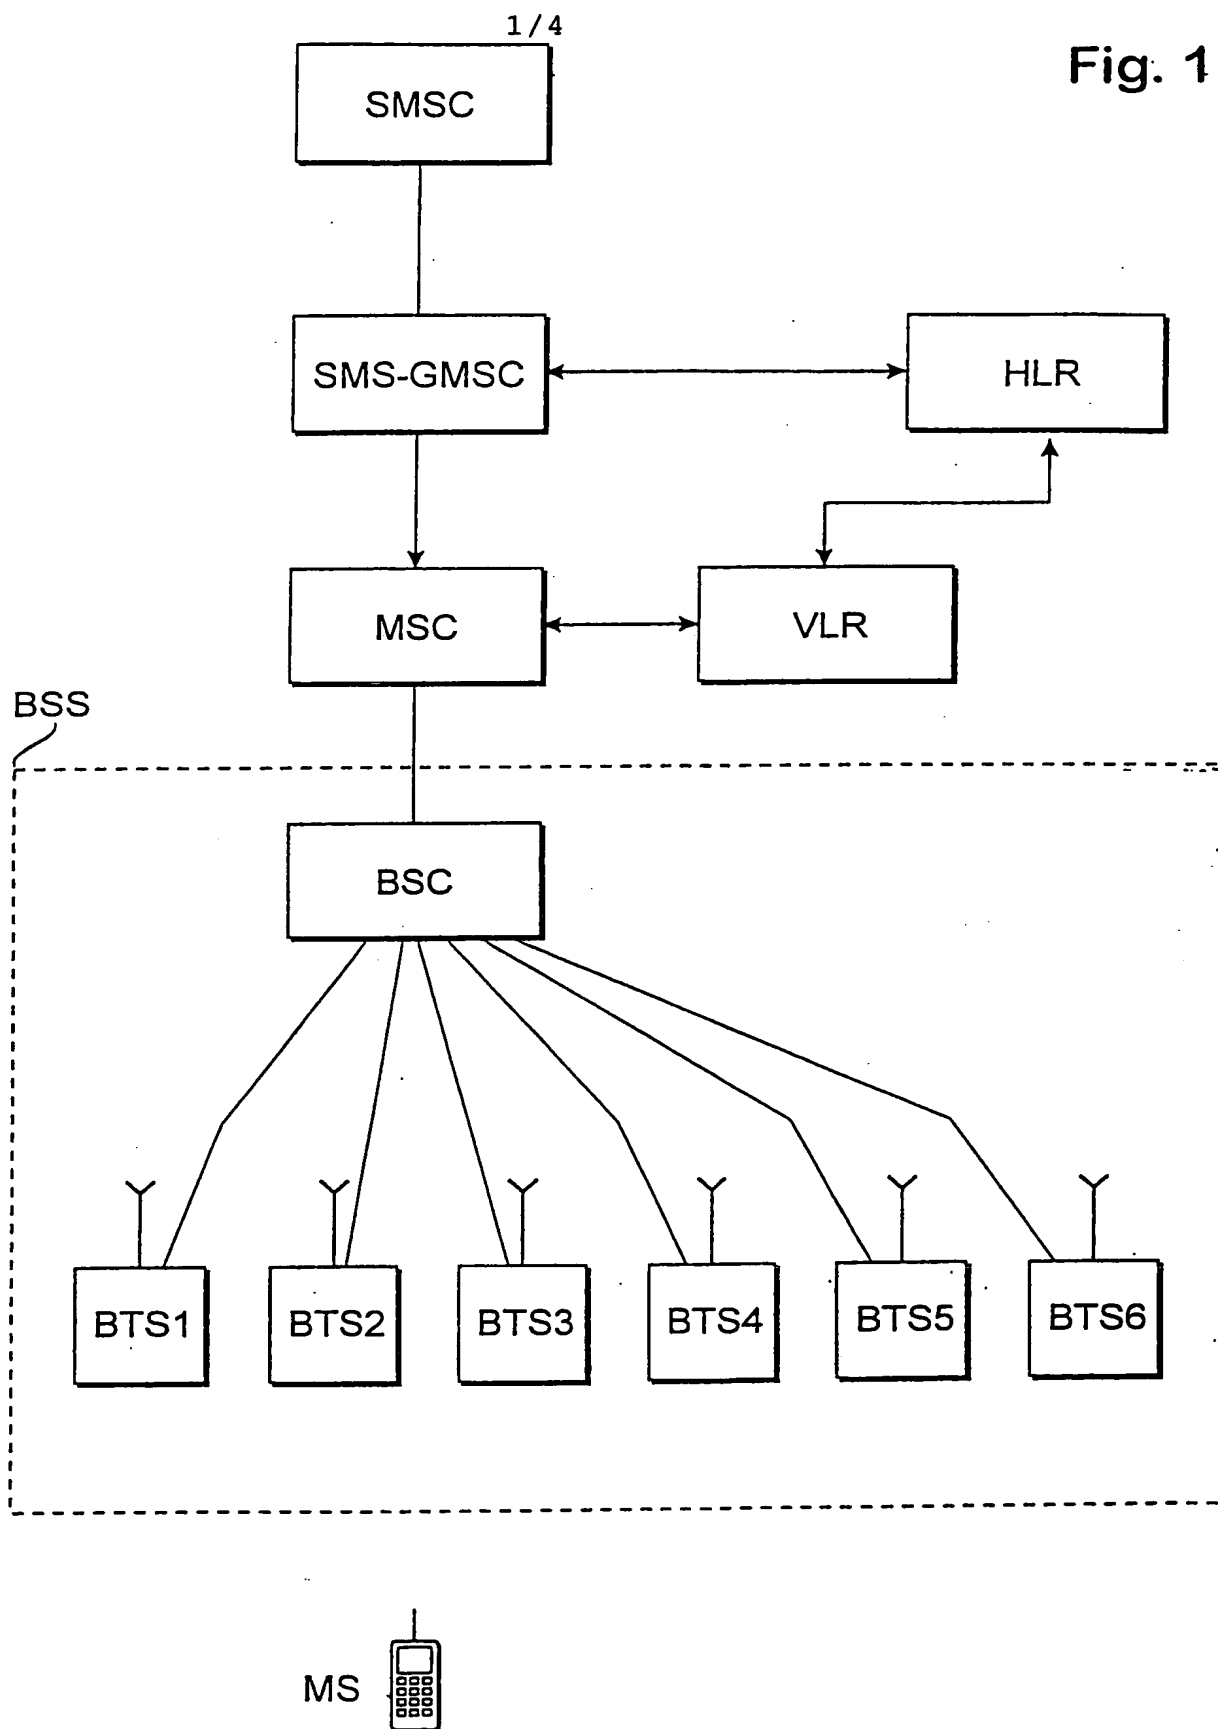 1/4
Fig. 1
SMSC
SMS-GMSC
HLR
MSC
VLR
BSS
BSC
BTS1
BTS2
BTS3
BTS4
BTS5
BTS6
MS